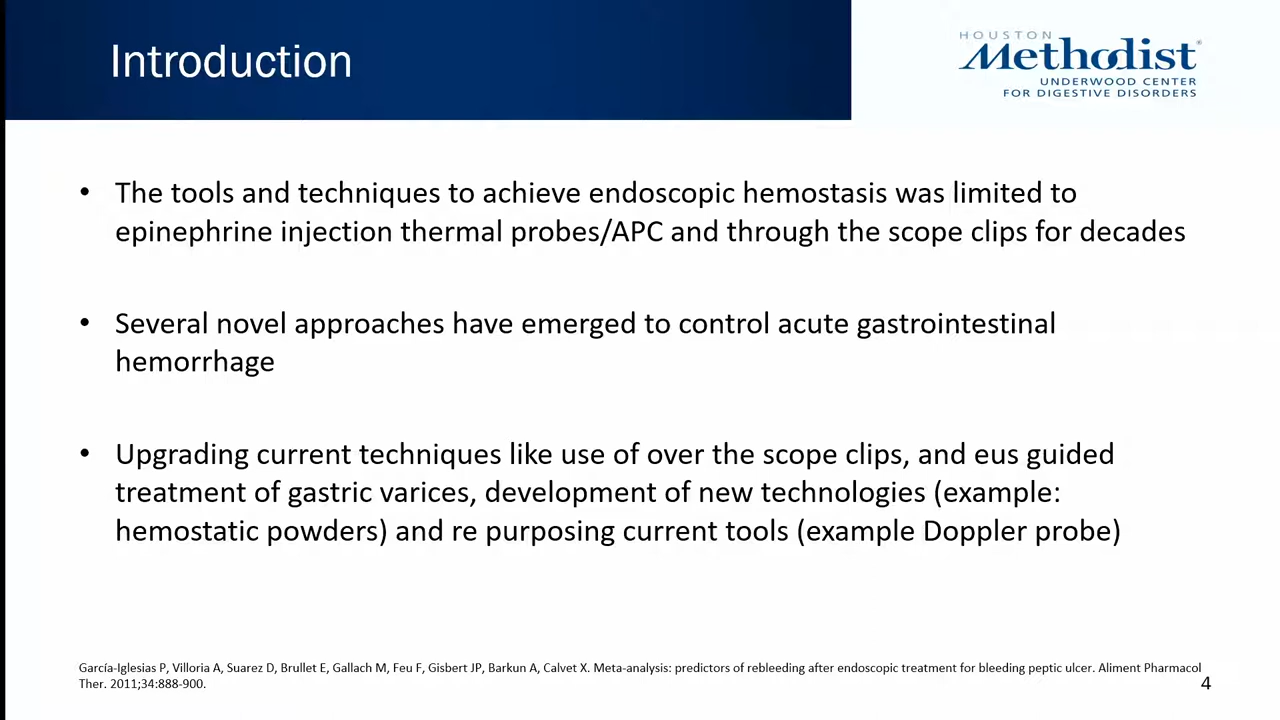 Introduction
HOUSTON
Methodist®
UNDERWOOD CENTER
FOR DIGESTIVE DISORDERS
• The tools and techniques to achieve endoscopic hemostasis was limited to
epinephrine injection thermal probes/APC and through the scope clips for decades
• Several novel approaches have emerged to control acute gastrointestinal
hemorrhage
• Upgrading current techniques like use of over the scope clips, and eus guided
treatment of gastric varices, development of new technologies (example:
hemostatic powders) and re purposing current tools (example Doppler probe)
García-Iglesias P, Villoria A, Suarez D, Brullet E, Gallach M, Feu F, Gisbert JP, Barkun A, Calvet X. Meta-analysis: predictors of rebleeding after endoscopic treatment for bleeding peptic ulcer. Aliment Pharmacol
Ther. 2011;34:888-900.
4